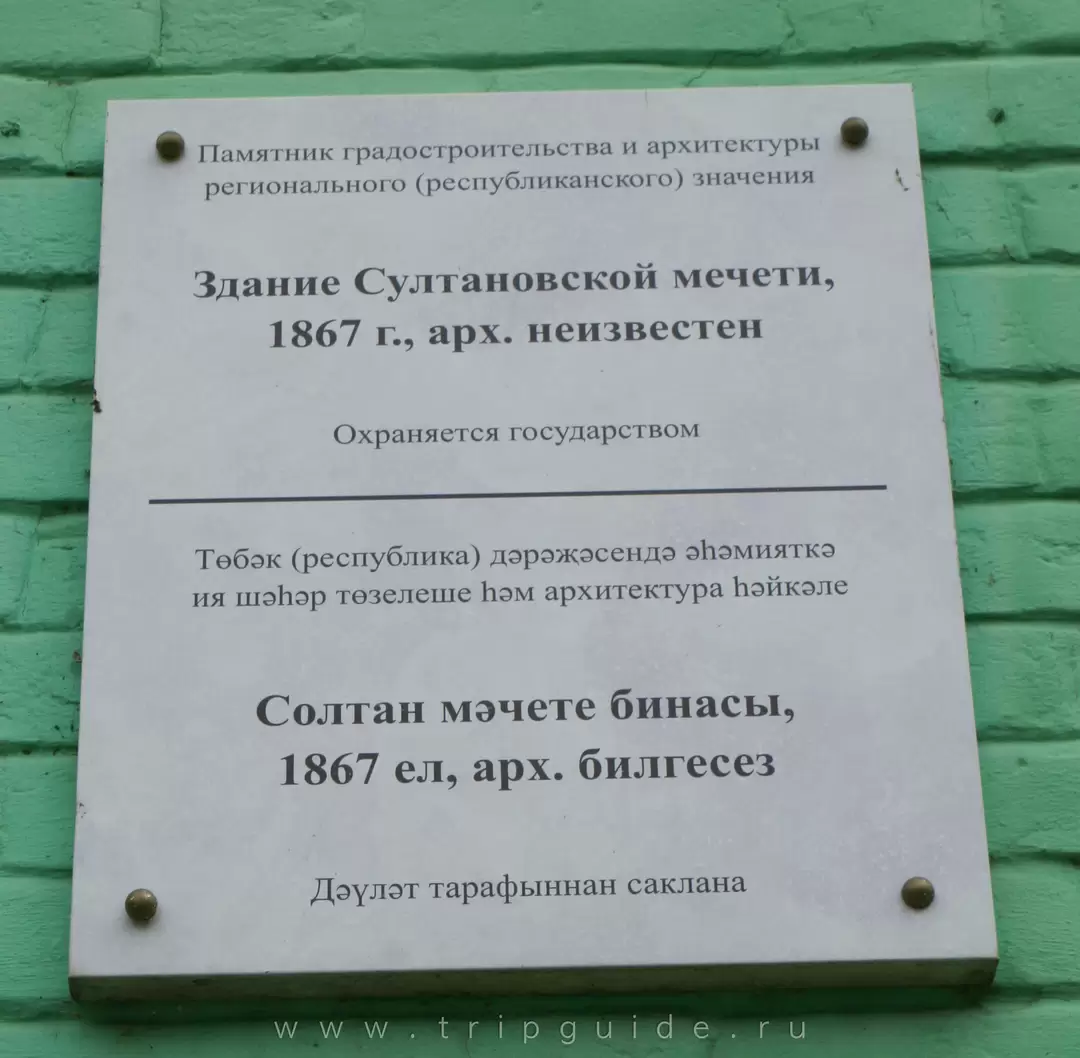 Памятник градостроительства и архитектуры
регионального (республиканского) значения
Здание Султановской мечети,
1867 г., арх. неизвестен
Охраняется государством
Төбәк (республика) дәрәҗәсендә әһәмияткә
ия шәһәр төзелеше һәм архитектура һәйкәле
Солтан мәчете бинасы,
1867 ел, арх. билгесез
Дәүләт тарафыннан саклана
www.tripguide.ru